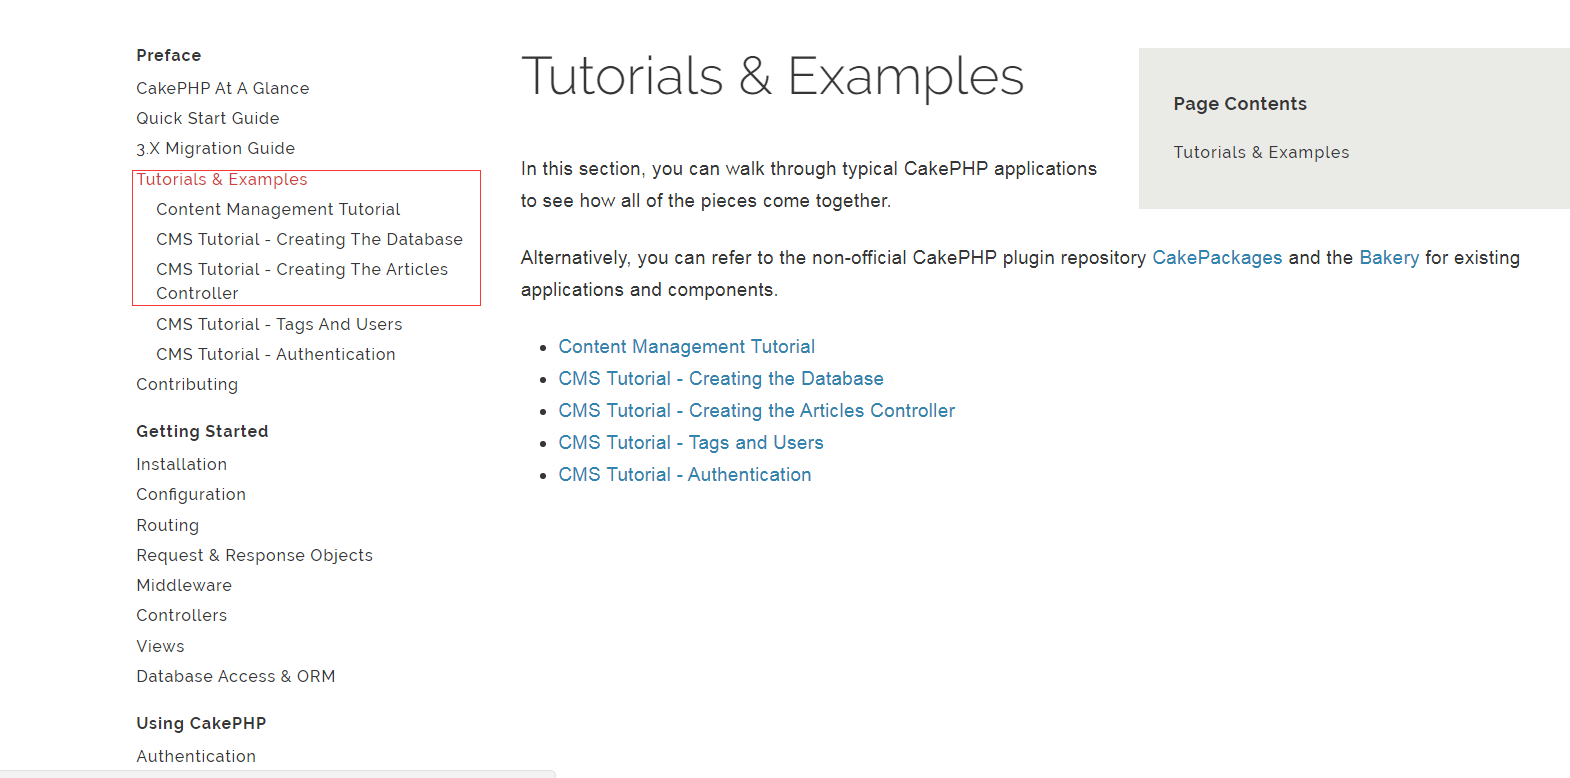 Preface
CakePHP At A Glance
Quick Start Guide
3.X Migration Guide
Tutorials & Examples
Content Management Tutorial
CMS Tutorial - Creating The Database
CMS Tutorial - Creating The Articles
Controller
CMS Tutorial - Tags And Users
CMS Tutorial - Authentication
Contributing
Getting Started
Installation
Configuration
Routing
Request & Response Objects
Middleware
Controllers
Views
Database Access & ORM
Using CakePHP
Authentication
Tutorials & Examples
In this section, you can walk through typical CakePHP applications
to see how all of the pieces come together.
Alternatively, you can refer to the non-official CakePHP plugin repository CakePackages and the Bakery for existing
applications and components.
• Content Management Tutorial
• CMS Tutorial - Creating the Database
• CMS Tutorial - Creating the Articles Controller
• CMS Tutorial - Tags and Users
• CMS Tutorial - Authentication
Page Contents
Tutorials & Examples